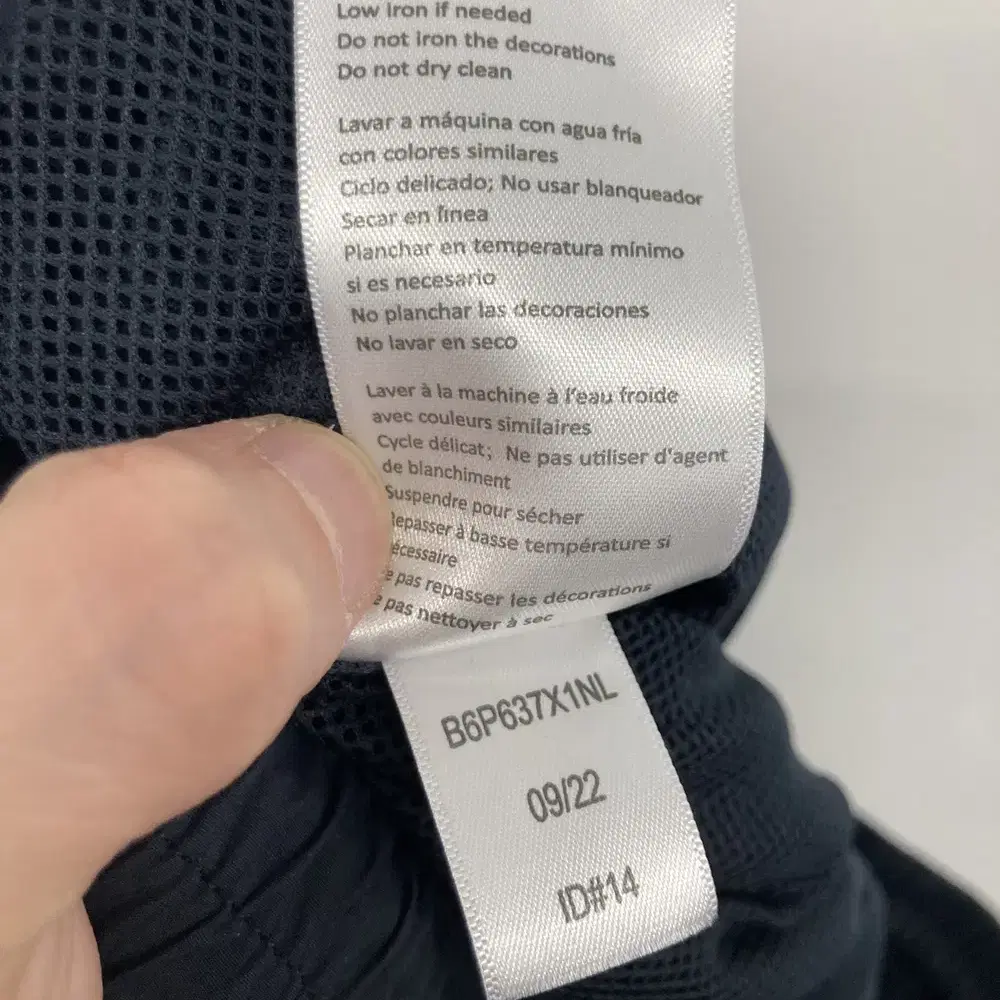 Low iron if needed
Do not iron the decorations
Do not dry clean
Lavar a máquina con agua fría
con colores similares
Ciclo delicado; No usar blanqueador
Secar en línea
Planchar en temperatura mínimo
si es necesario
No planchar las decoraciones
No lavar en seco
Laver à la machine à l'eau froide
avec couleurs similaires
Cycle délicat; Ne pas utiliser d'agent
de blanchiment
Suspendre pour sécher
epasser à basse température si
écessaire
e pas repasser les décorations
e pas nettoyer à sec
B6P637X1NL
09/22
ID#14